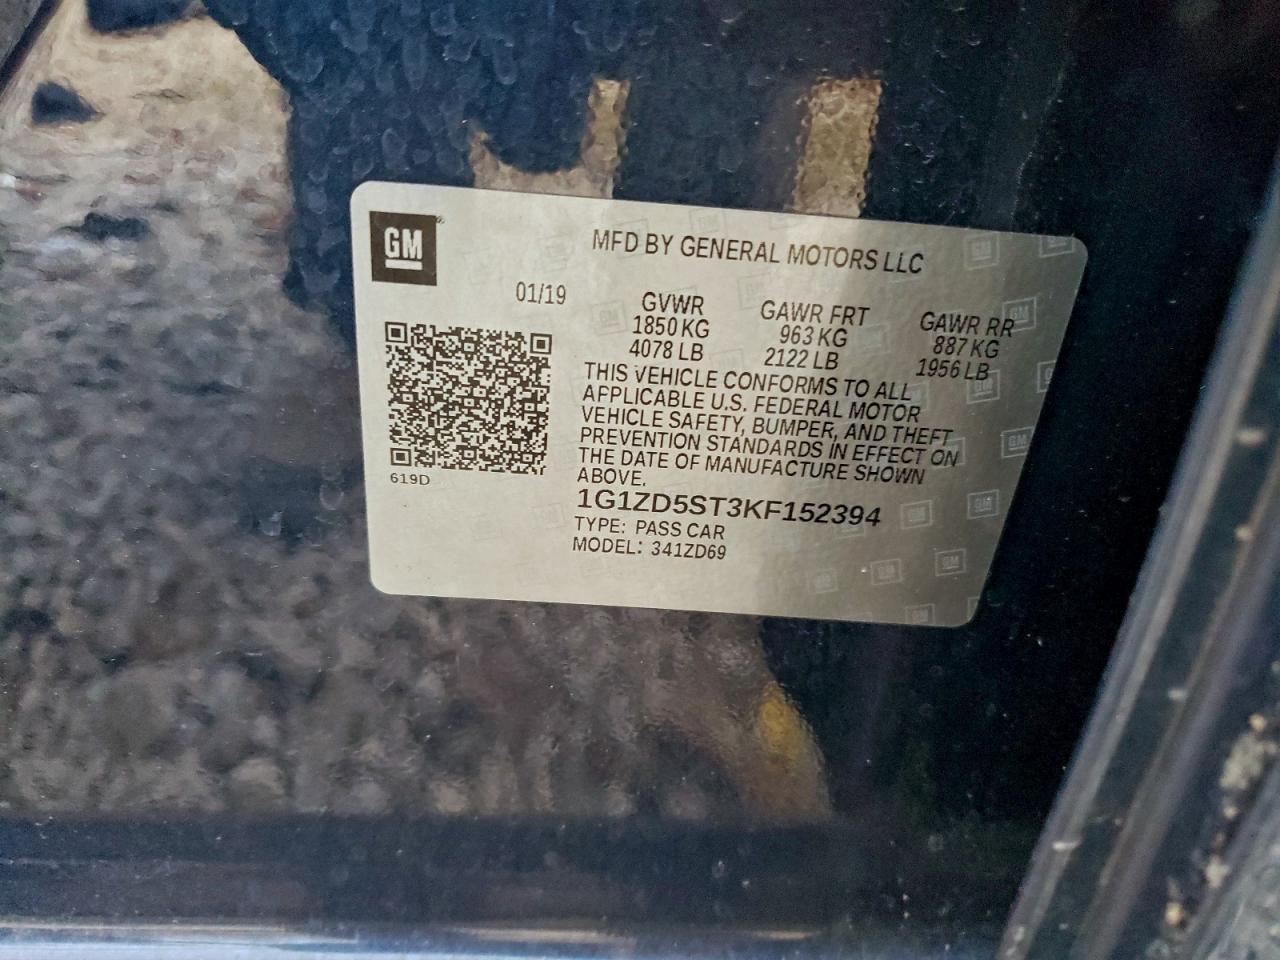 GM
MFD BY GENERAL MOTORS LLC
01/19
GVWR GAWR FRT GAWR RR
1850 KG 963 KG 887 KG
4078 LB 2122 LB 1956 LB
THIS VEHICLE CONFORMS TO ALL
APPLICABLE U.S. FEDERAL MOTOR
VEHICLE SAFETY, BUMPER, AND THEFT
PREVENTION STANDARDS IN EFFECT ON
THE DATE OF MANUFACTURE SHOWN
ABOVE.
619D
1G1ZD5ST3KF152394
TYPE: PASS CAR
MODEL: 341ZD69